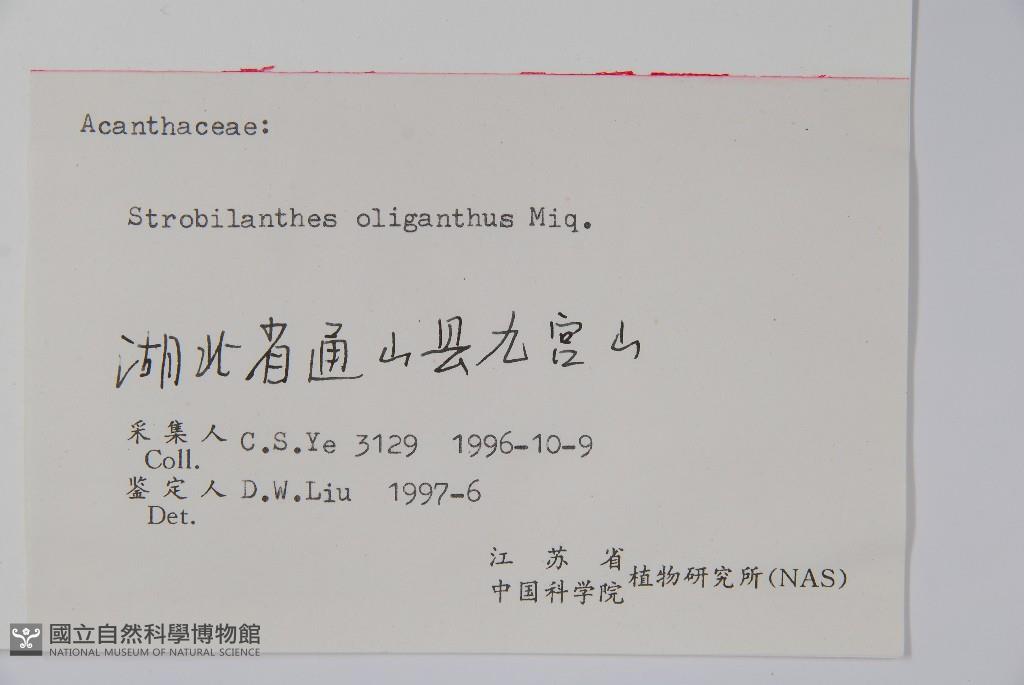 Acanthaceae:
Strobilanthes oliganthus Miq.
湖北省通山县九宫山
采集人 C.S.Ye 3129 1996-10-9
Coll.
鉴定人 D.W.Liu 1997-6
Det.
江苏省
中国科学院植物研究所(NAS)
國立自然科學博物館
NATIONAL MUSEUM OF NATURAL SCIENCE